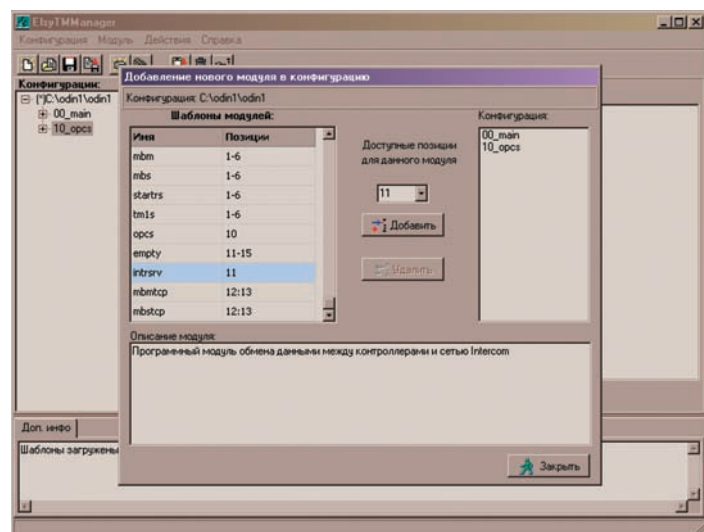 ElsyTMManager
Конфигурация Модуль Действия Справка
Конфигурации:
(*)C:\odin1\odin1
00_main
10_opcs
Добавление нового модуля в конфигурацию
Конфигурация: C:\odin1\odin1
Шаблоны модулей:
Имя Позиции
mbm 1-6
mbs 1-6
startrs 1-6
tm1s 1-6
opcs 10
empty 11-15
intrsrv 11
mbmtcp 12:13
mbstcp 12:13
Доступные позиции
для данного модуля
11
Добавить
Удалить
Конфигурация:
00_main
10_opcs
Описание модуля:
Программный модуль обмена данными между контроллерами и сетью Intercom
Закрыть
Доп. инфо
Шаблоны загружены